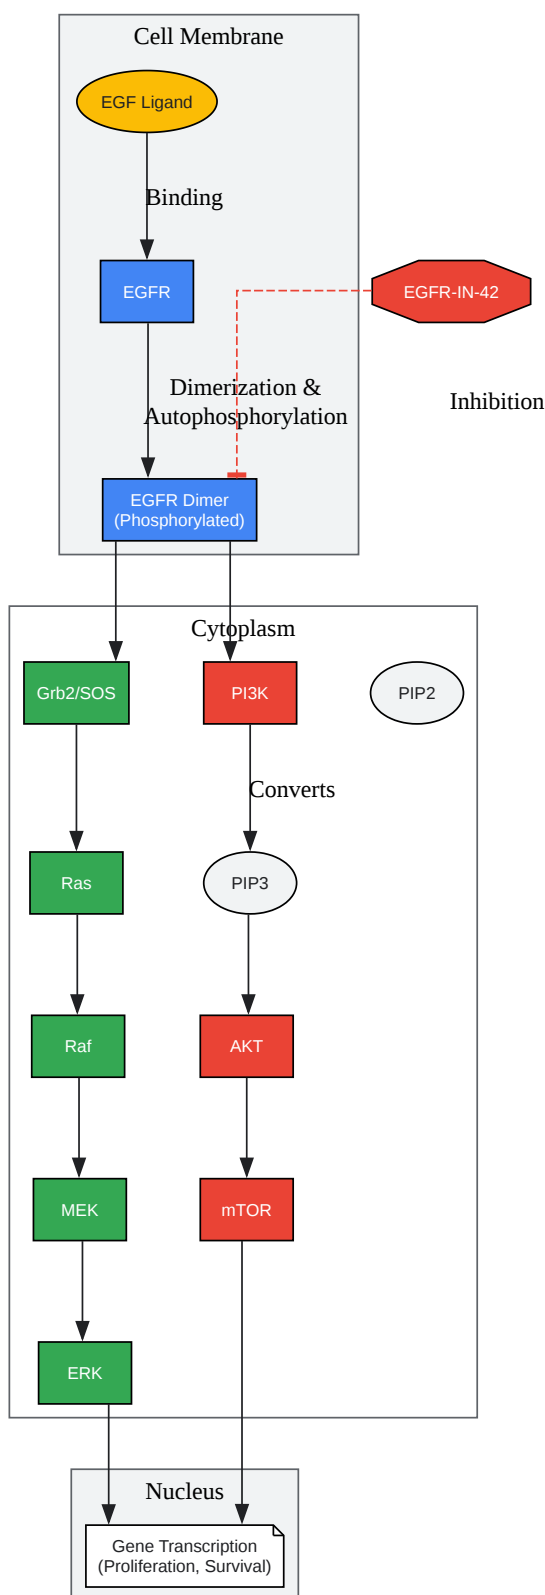 Cell Membrane
EGF Ligand
Binding
EGFR
EGFR-IN-42
Dimerization &
Autophosphorylation
Inhibition
EGFR Dimer
(Phosphorylated)
Cytoplasm
Grb2/SOS
PI3K
PIP2
Converts
Ras
PIP3
Raf
AKT
MEK
mTOR
ERK
Nucleus
Gene Transcription
(Proliferation, Survival)